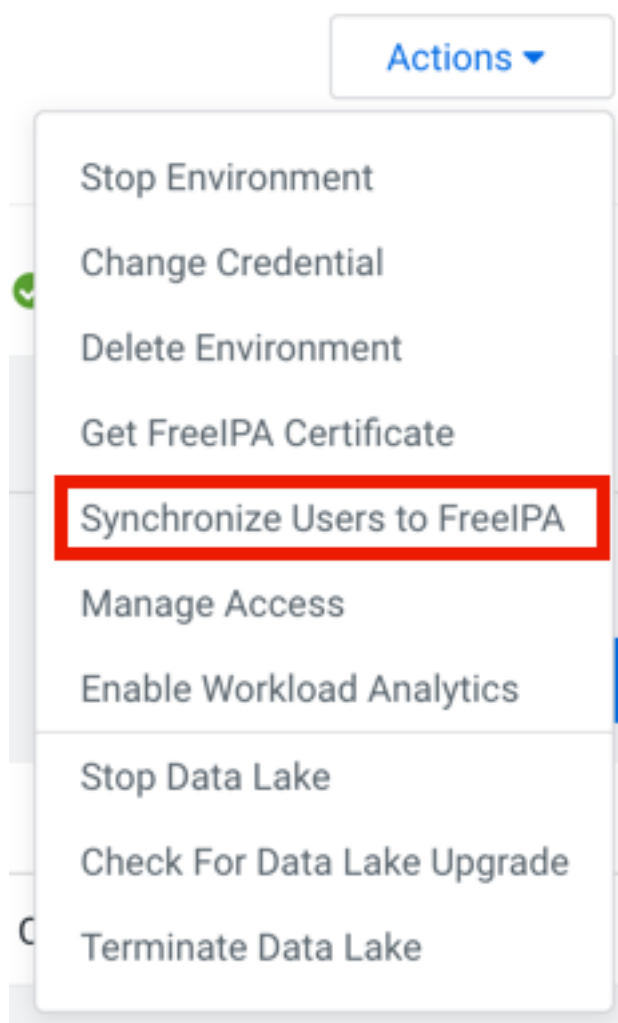 Actions
Stop Environment
Change Credential
Delete Environment
Get FreeIPA Certificate
Synchronize Users to FreeIPA
Manage Access
Enable Workload Analytics
Stop Data Lake
Check For Data Lake Upgrade
Terminate Data Lake